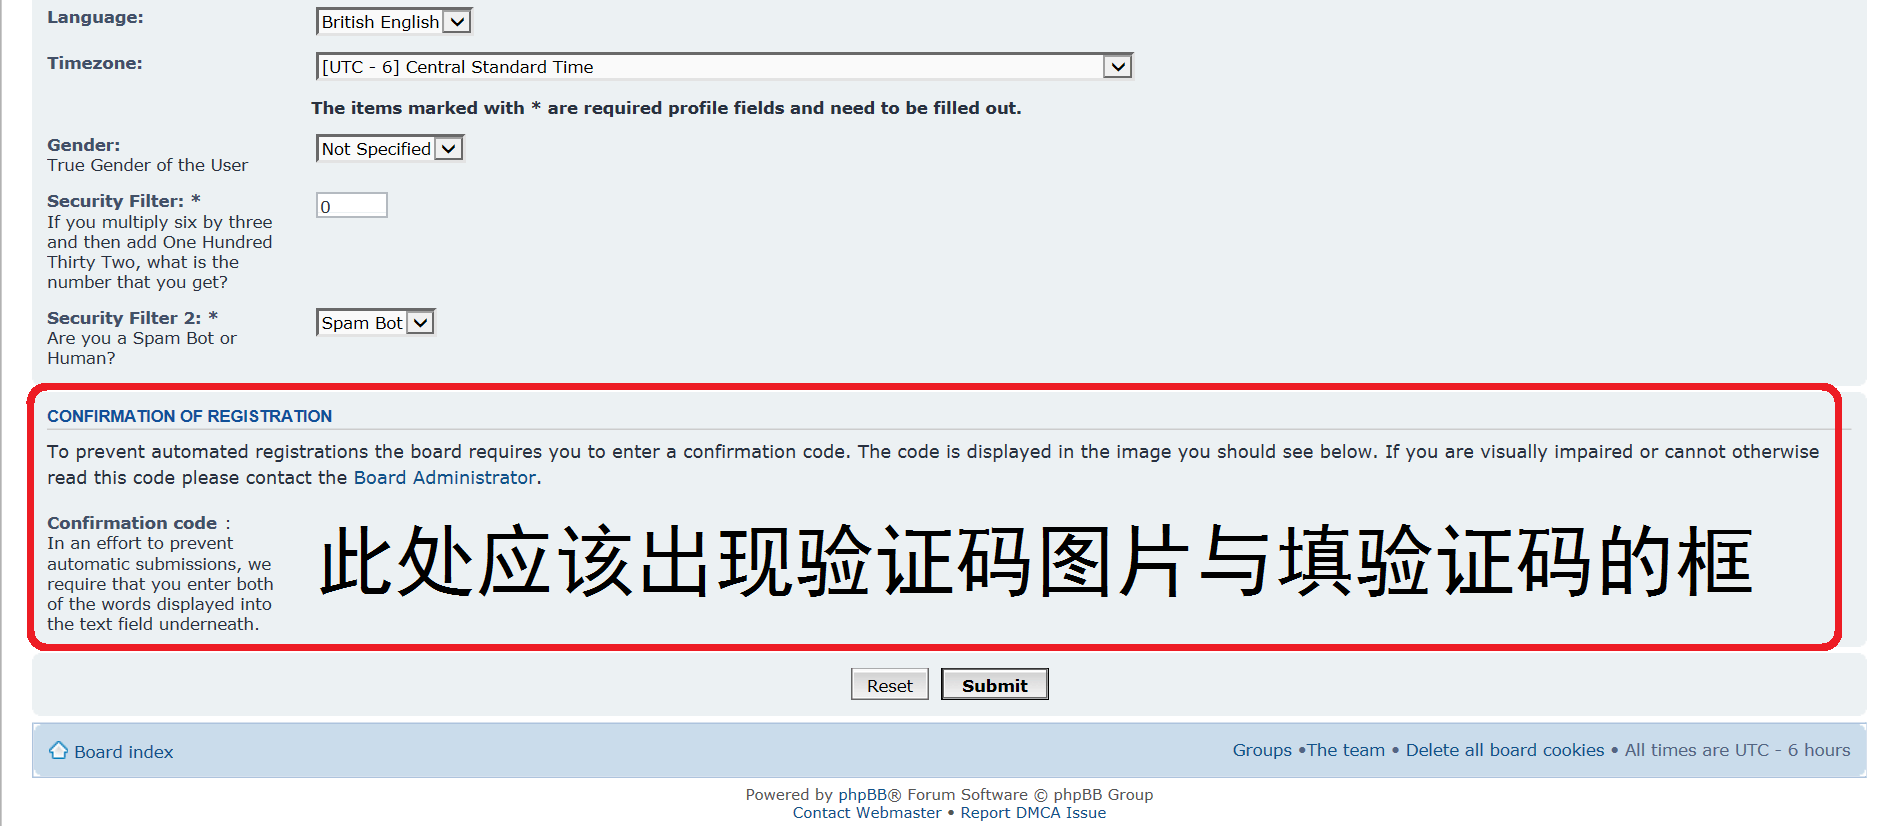 Language:
British English
Timezone:
[UTC - 6] Central Standard Time
The items marked with * are required profile fields and need to be filled out.
Gender:
True Gender of the User
Not Specified
Security Filter: *
If you multiply six by three
and then add One Hundred
Thirty Two, what is the
number that you get?
0
Security Filter 2: *
Are you a Spam Bot or
Human?
Spam Bot
CONFIRMATION OF REGISTRATION
To prevent automated registrations the board requires you to enter a confirmation code. The code is displayed in the image you should see below. If you are visually impaired or cannot otherwise
read this code please contact the Board Administrator.
Confirmation code :
In an effort to prevent
automatic submissions, we
require that you enter both
of the words displayed into
the text field underneath.
此处应该出现验证码图片与填验证码的框
Reset
Submit
Board index
Groups •The team • Delete all board cookies • All times are UTC - 6 hours
Powered by phpBB® Forum Software © phpBB Group
Contact Webmaster • Report DMCA Issue